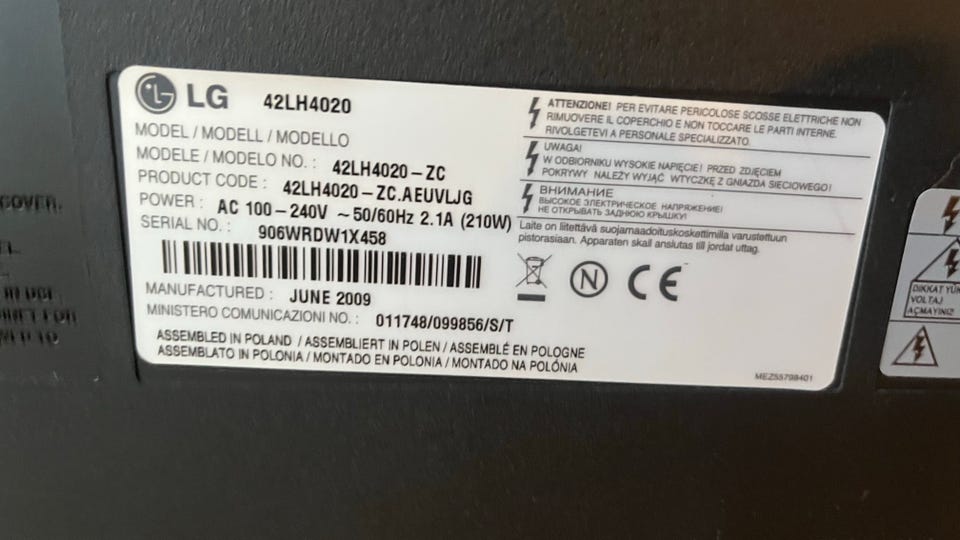 LG 42LH4020
MODEL / MODELL / MODELLO
MODELE / MODELO NO. : 42LH4020-ZC
PRODUCT CODE : 42LH4020-ZC.AEUVLJG
POWER : AC 100-240V ~50/60Hz 2.1A (210W)
SERIAL NO. : 906WRDW1X458
MANUFACTURED : JUNE 2009
MINISTERO COMUNICAZIONI NO. : 011748/099856/S/T
ASSEMBLED IN POLAND / ASSEMBLIERT IN POLEN / ASSEMBLÉ EN POLOGNE
ASSEMBLATO IN POLONIA / MONTADO EN POLONIA / MONTADO NA POLÓNIA
ATTENZIONE! PER EVITARE PERICOLOSE SCOSSE ELETTRICHE NON
RIMUOVERE IL COPERCHIO E NON TOCCARE LE PARTI INTERNE.
RIVOLGETEVI A PERSONALE SPECIALIZZATO.
UWAGA!
W ODBIORNIKU WYSOKIE NAPIĘCIE! PRZED ZDJĘCIEM
POKRYWY NALEŻY WYJĄĆ WTYCZKĘ Z GNIAZDA SIECIOWEGO!
ВНИМАНИЕ
ВЫСОКОЕ ЭЛЕКТРИЧЕСКОЕ НАПРЯЖЕНИЕ!
НЕ ОТКРЫВАТЬ ЗАДНЮЮ КРЫШКУ!
Laite on liitettävä suojamaadoituskoskettimilla varustettuun
pistorasiaan. Apparaten skall anslutas till jordat uttag.
N CE
MEZ55798401
COVER.
DIKKAT YÜK
VOLTAJ
AÇMAYINIZ